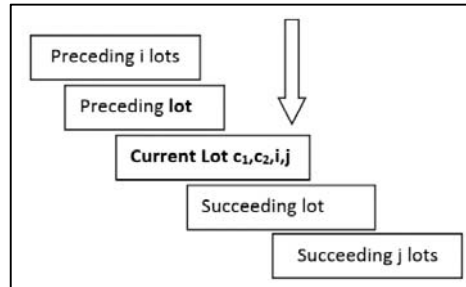 Preceding i lots
Preceding lot
Current Lot c₁,c₂,i,j
Succeeding lot
Succeeding j lots